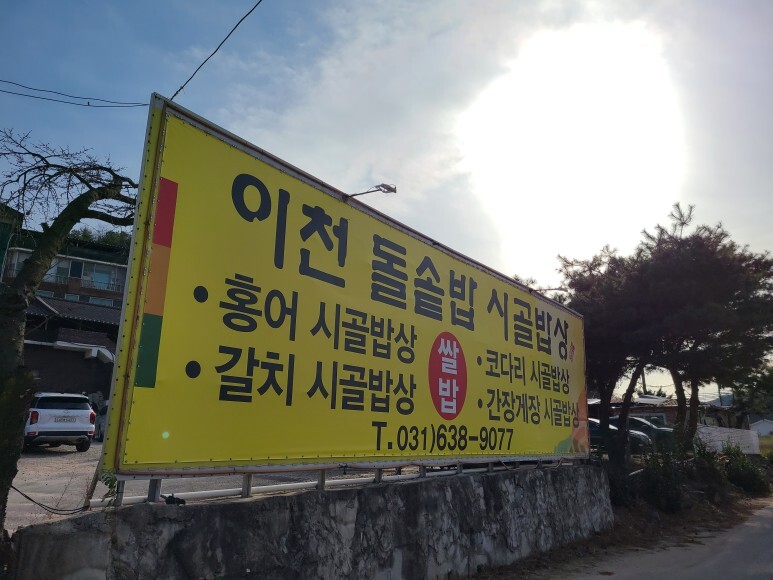 이천 돌솥밥 시골밥상
• 홍어 시골밥상
• 갈치 시골밥상
쌀밥
• 코다리 시골밥상
• 간장게장 시골밥상
T.031)638-9077